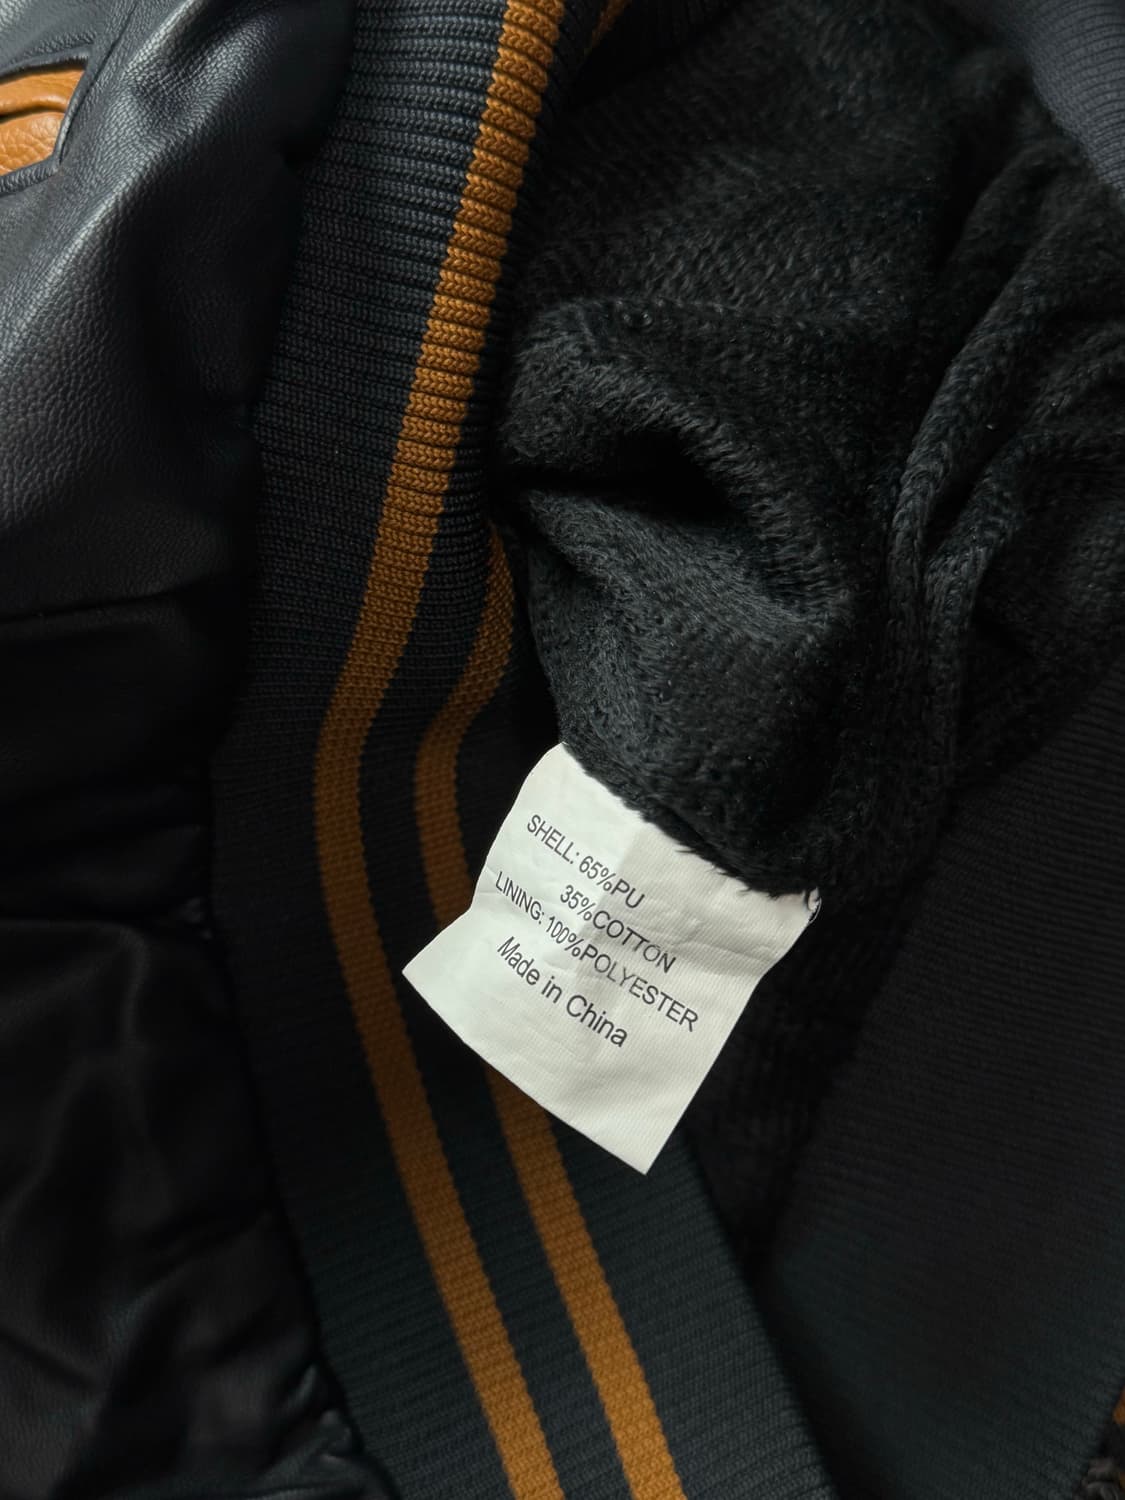 SHELL: 65%PU
35%COTTON
LINING: 100%POLYESTER
Made in China